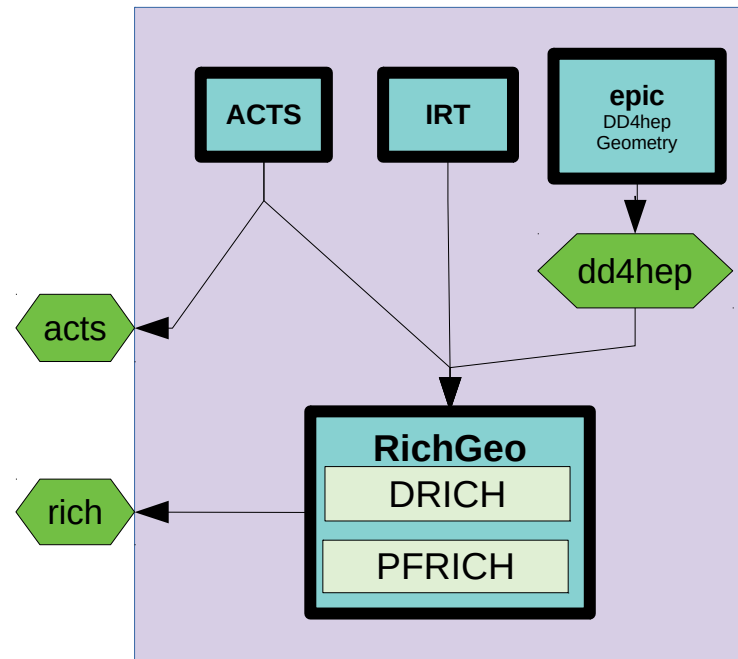 ACTS
IRT
epic
DD4hep
Geometry
dd4hep
acts
RichGeo
DRICH
rich
PFRICH